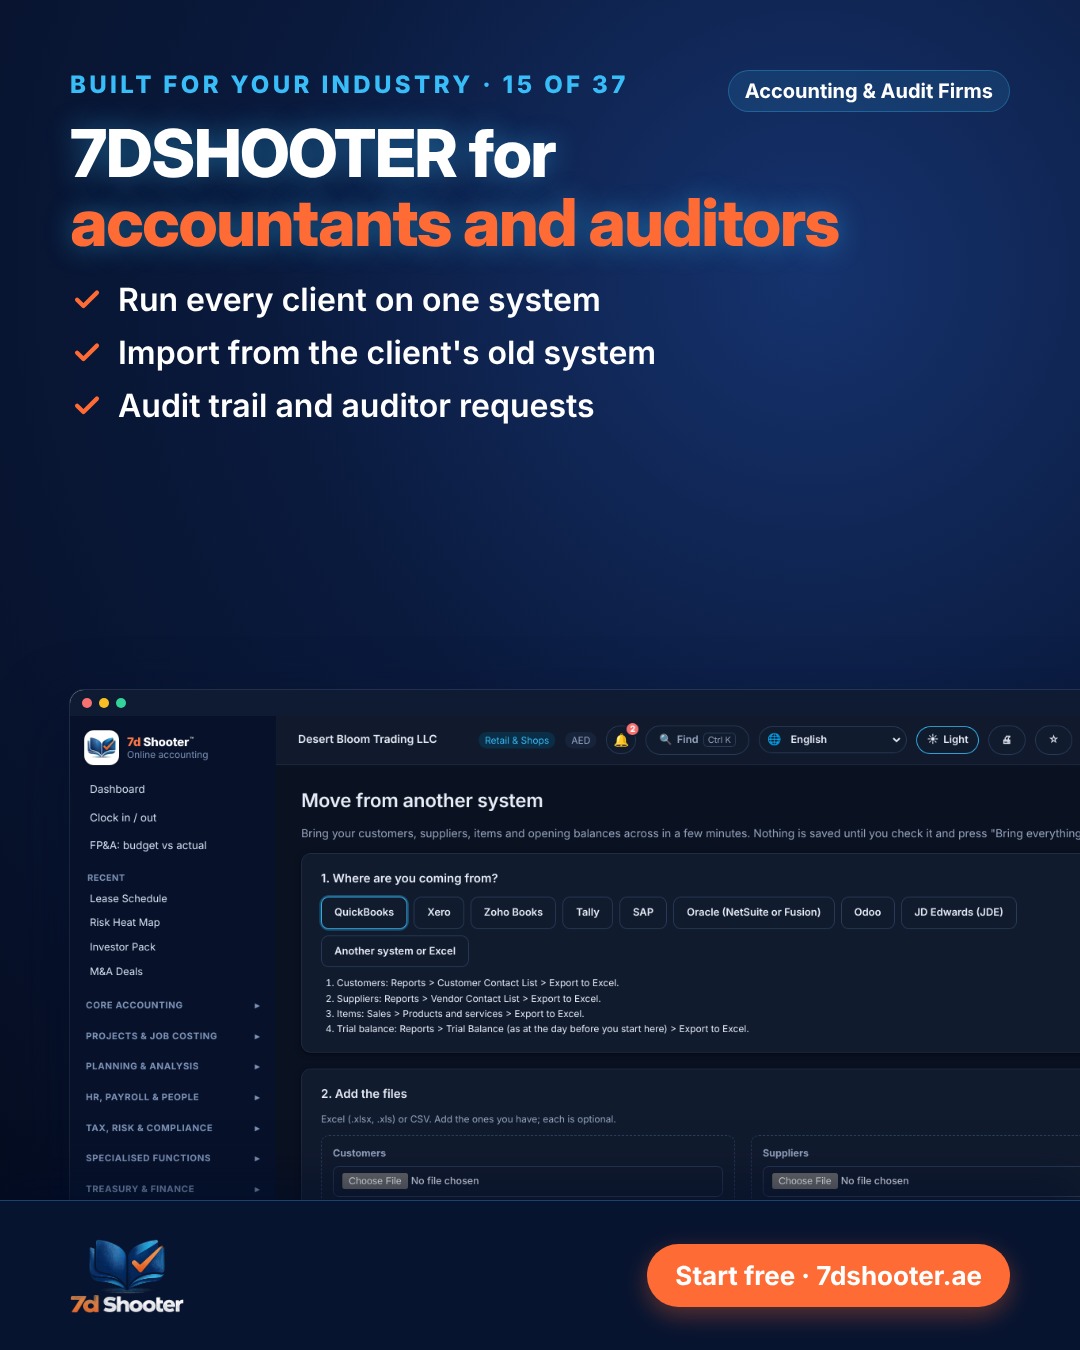 BUILT FOR YOUR INDUSTRY · 15 OF 37
Accounting & Audit Firms
7DSHOOTER for
accountants and auditors
Run every client on one system
Import from the client's old system
Audit trail and auditor requests
7d Shooter™
Online accounting
Desert Bloom Trading LLC
Retail & Shops
AED
2
Find Ctrl K
English
Light
Dashboard
Clock in / out
FP&A: budget vs actual
RECENT
Lease Schedule
Risk Heat Map
Investor Pack
M&A Deals
CORE ACCOUNTING
PROJECTS & JOB COSTING
PLANNING & ANALYSIS
HR, PAYROLL & PEOPLE
TAX, RISK & COMPLIANCE
SPECIALISED FUNCTIONS
TREASURY & FINANCE
Move from another system
Bring your customers, suppliers, items and opening balances across in a few minutes. Nothing is saved until you check it and press "Bring everything
1. Where are you coming from?
QuickBooks
Xero
Zoho Books
Tally
SAP
Oracle (NetSuite or Fusion)
Odoo
JD Edwards (JDE)
Another system or Excel
1. Customers: Reports > Customer Contact List > Export to Excel.
2. Suppliers: Reports > Vendor Contact List > Export to Excel.
3. Items: Sales > Products and services > Export to Excel.
4. Trial balance: Reports > Trial Balance (as at the day before you start here) > Export to Excel.
2. Add the files
Excel (.xlsx, .xls) or CSV. Add the ones you have; each is optional.
Customers
Choose File No file chosen
Suppliers
Choose File No file chosen
7d Shooter
Start free · 7dshooter.ae